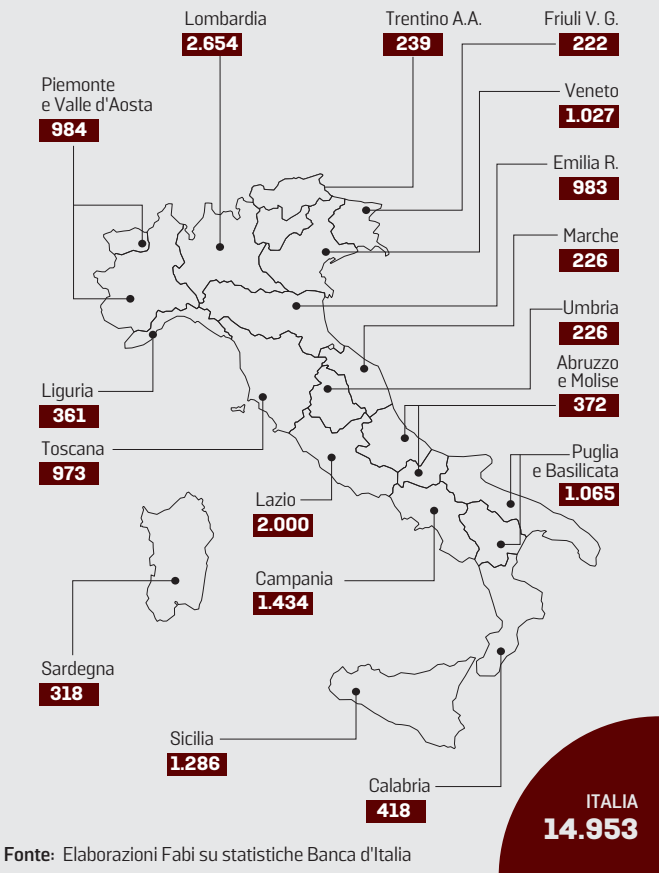 Lombardia
2.654
Trentino A.A.
239
Friuli V. G.
222
Piemonte
e Valle d'Aosta
984
Veneto
1.027
Emilia R.
983
Marche
226
Umbria
226
Abruzzo
e Molise
372
Liguria
361
Toscana
973
Puglia
e Basilicata
1.065
Lazio
2.000
Campania
1.434
Sardegna
318
Sicilia
1.286
Calabria
418
ITALIA
14.953
Fonte: Elaborazioni Fabi su statistiche Banca d'Italia